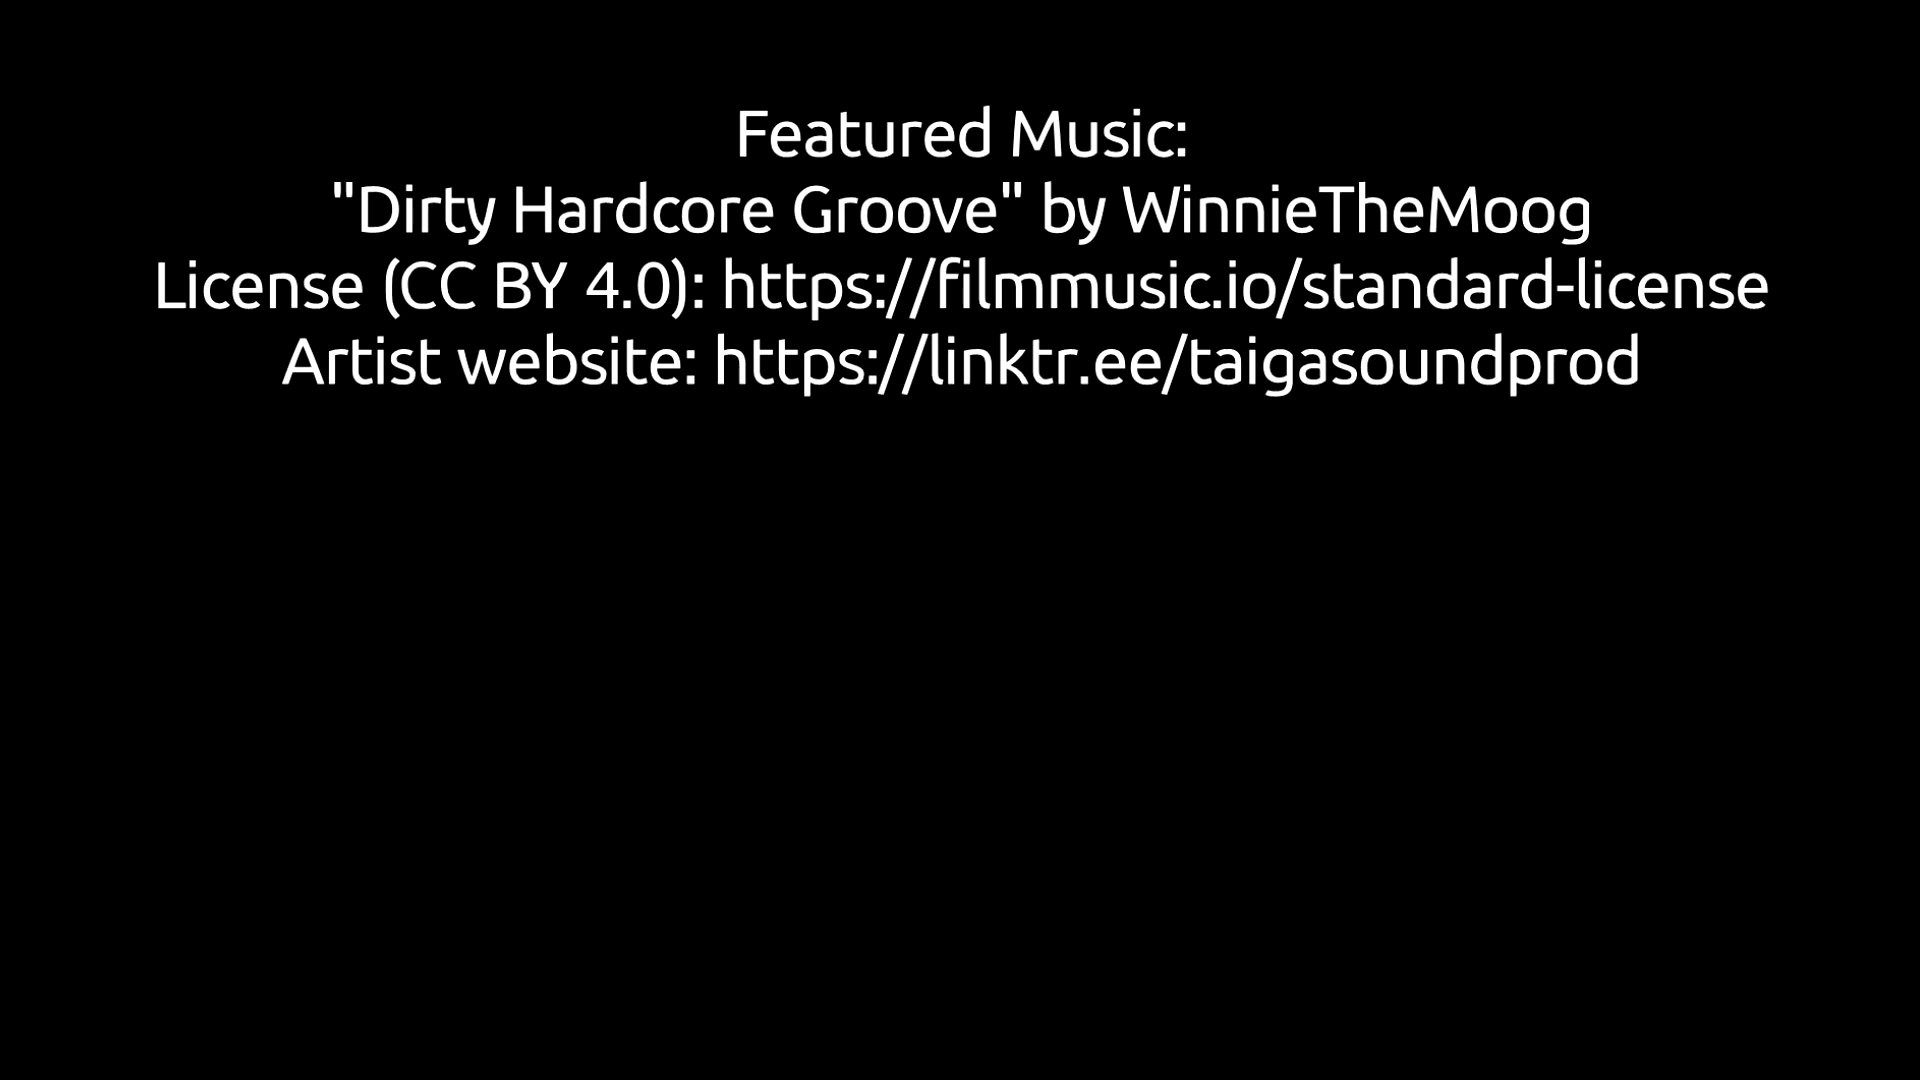 Featured Music:
"Dirty Hardcore Groove" by WinnieTheMoog
License (CC BY 4.0): https://filmmusic.io/standard-license
Artist website: https://linktr.ee/taigasoundprod